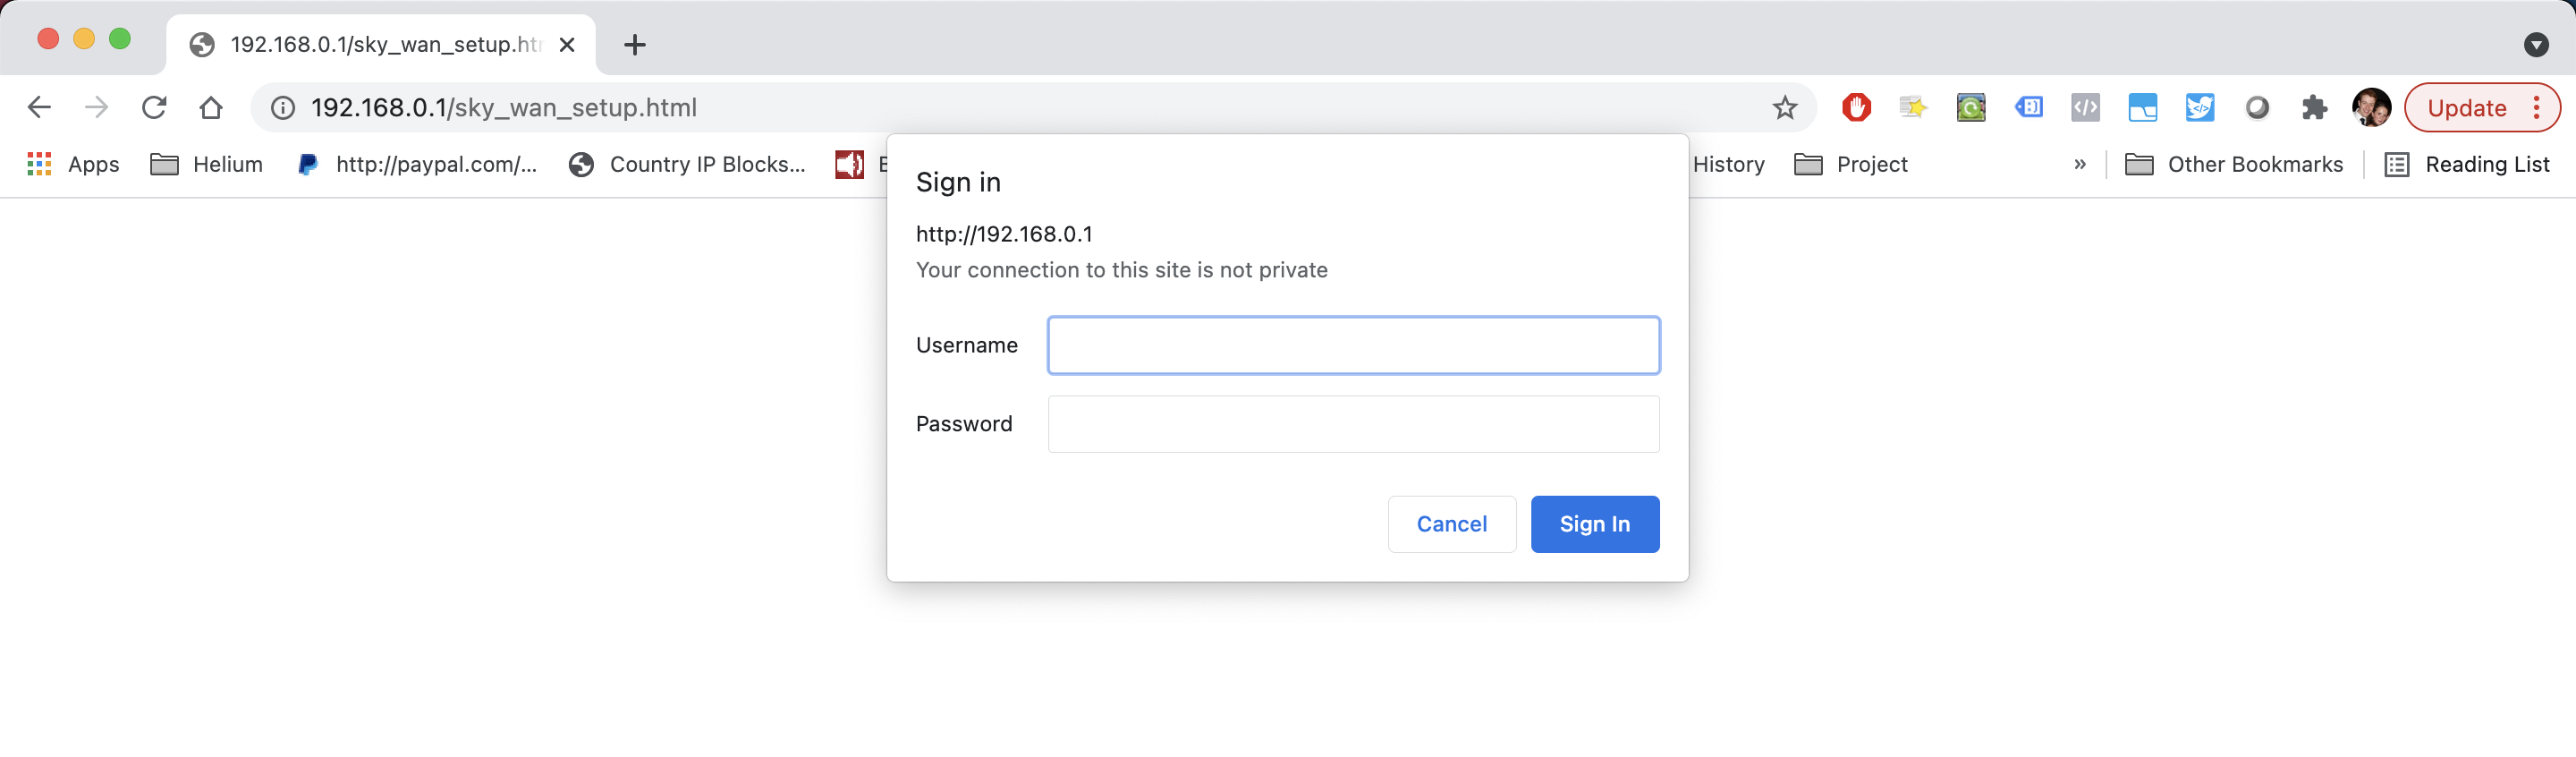 192.168.0.1/sky_wan_setup.ht
192.168.0.1/sky_wan_setup.html
Update
Apps
Helium
http://paypal.com/...
Country IP Blocks...
History
Project
»
Other Bookmarks
Reading List
Sign in
http://192.168.0.1
Your connection to this site is not private
Username
Password
Cancel
Sign In